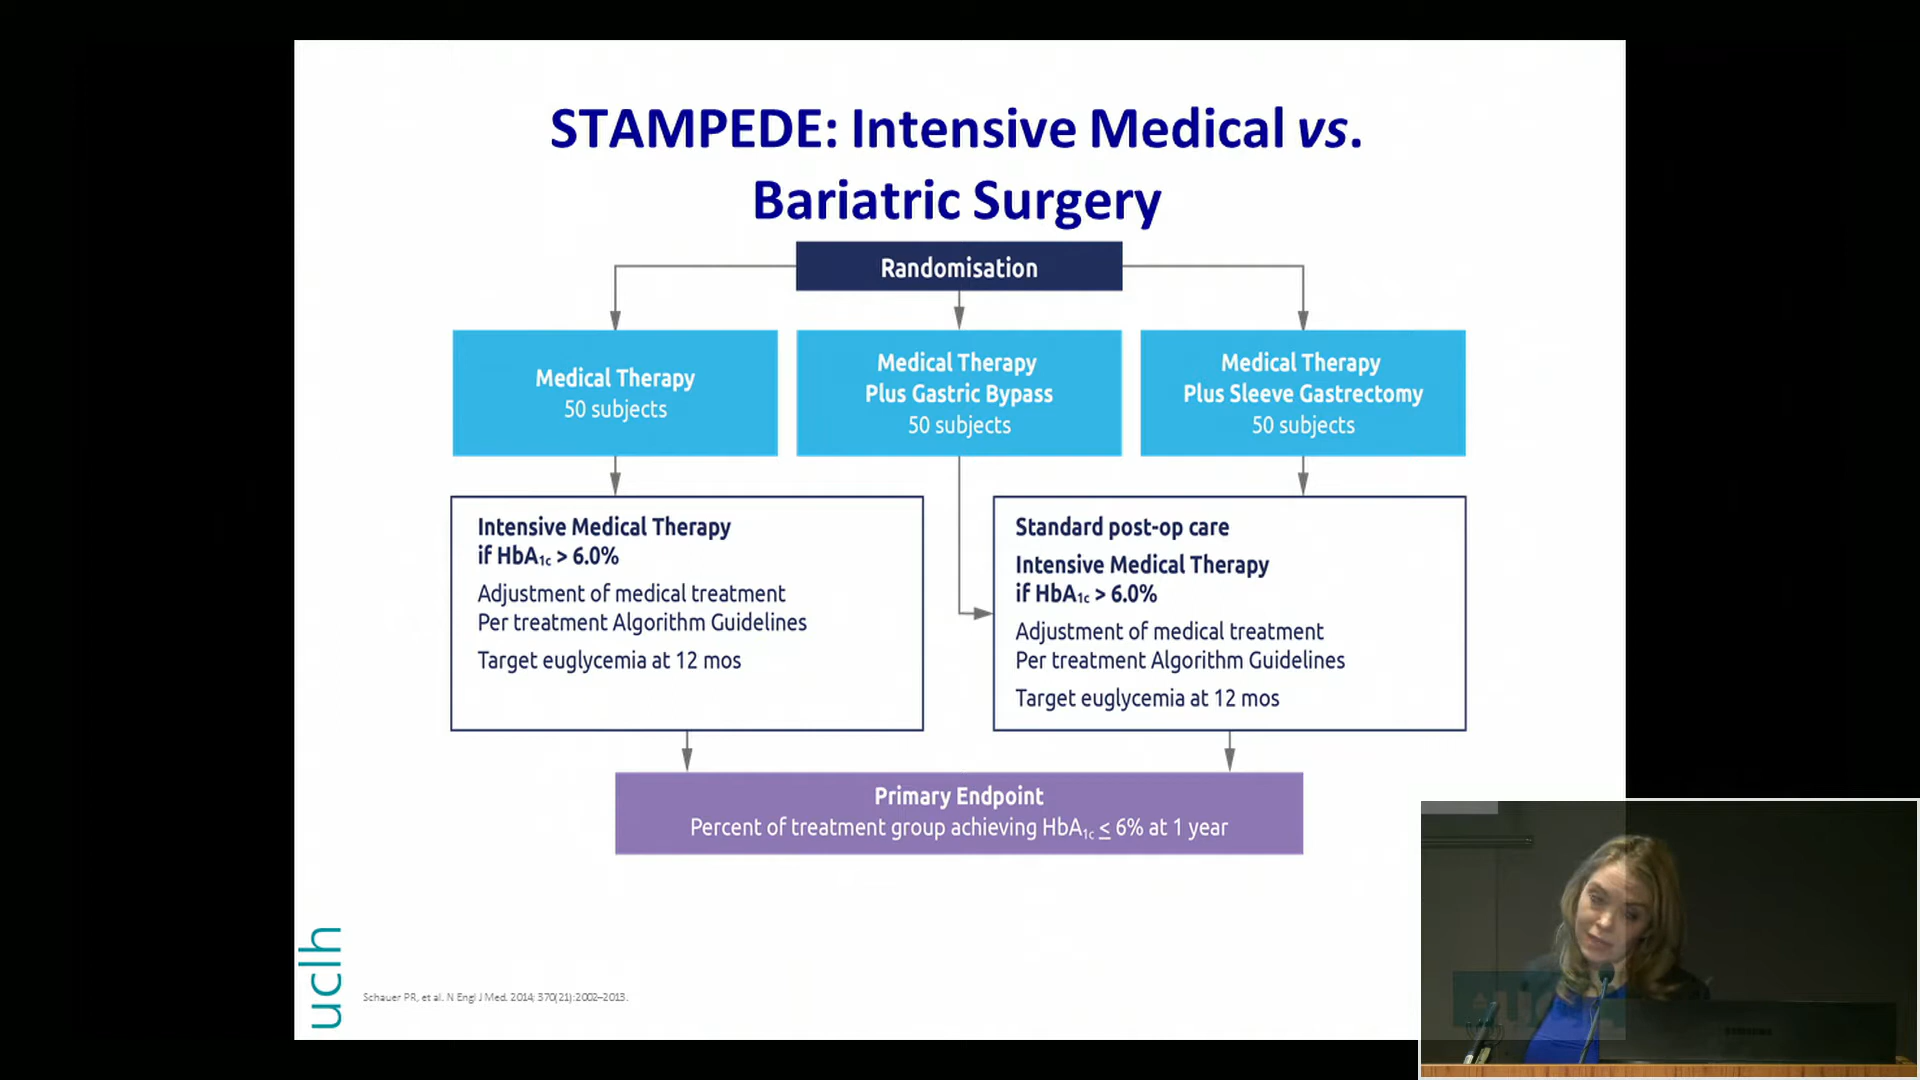 STAMPEDE: Intensive Medical vs.
Bariatric Surgery
Randomisation
Medical Therapy
50 subjects
Medical Therapy
Plus Gastric Bypass
50 subjects
Medical Therapy
Plus Sleeve Gastrectomy
50 subjects
Intensive Medical Therapy
if HbA1c > 6.0%
Adjustment of medical treatment
Per treatment Algorithm Guidelines
Target euglycemia at 12 mos
Standard post-op care
Intensive Medical Therapy
if HbA1c > 6.0%
Adjustment of medical treatment
Per treatment Algorithm Guidelines
Target euglycemia at 12 mos
Primary Endpoint
Percent of treatment group achieving HbA1c ≤ 6% at 1 year
uclh
Schauer PR, et al. N Engl J Med. 2014; 370(21):2002–2013.